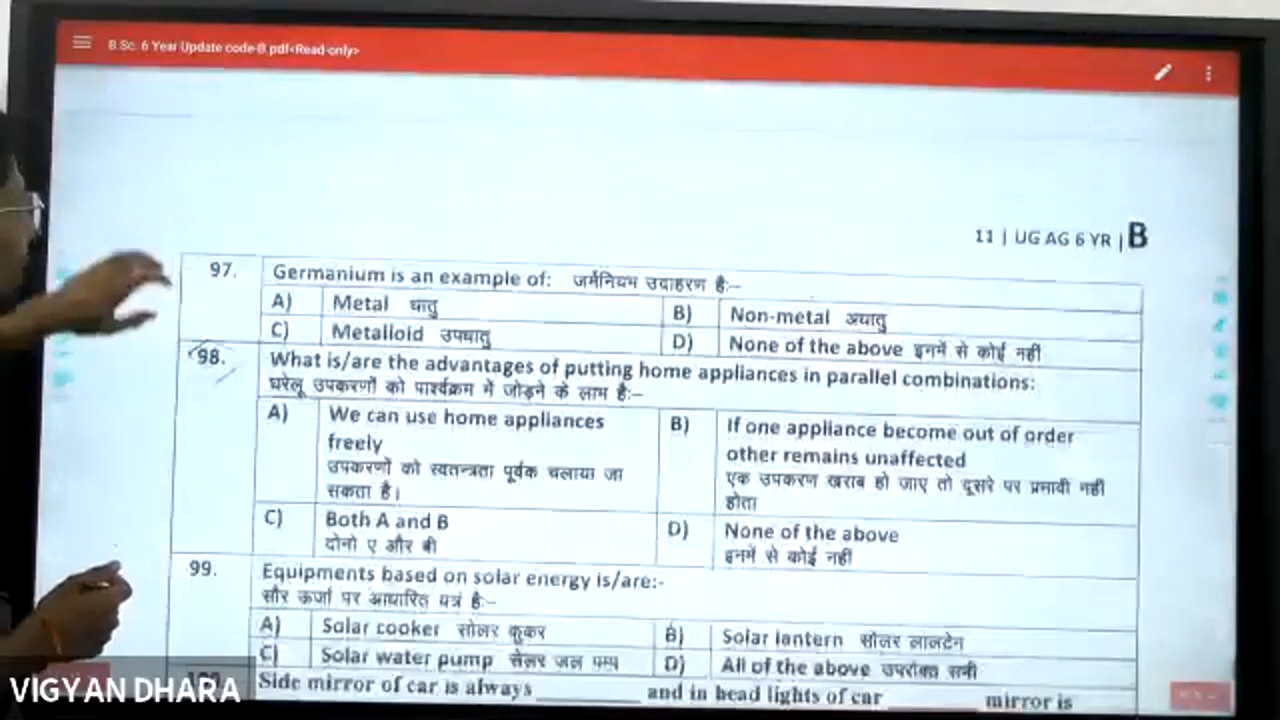 B.Sc. 6 Year Update code-B.pdf<Read-only>
11 | UG AG 6 YR | B
97. Germanium is an example of: जर्मेनियम उदाहरण है:–
A) Metal धातु B) Non-metal अधातु
C) Metalloid उपधातु D) None of the above इनमें से कोई नहीं
98. What is/are the advantages of putting home appliances in parallel combinations:
घरेलू उपकरणों को पार्श्वक्रम में जोड़ने के लाभ है:–
A) We can use home appliances
freely
उपकरणों को स्वतन्त्रता पूर्वक चलाया जा
सकता है।
B) If one appliance become out of order
other remains unaffected
एक उपकरण खराब हो जाए तो दूसरे पर प्रभावी नही
होता
C) Both A and B
दोनो ए और बी
D) None of the above
इनमें से कोई नहीं
99. Equipments based on solar energy is/are:-
सौर ऊर्जा पर आधारित यत्रं है:–
A) Solar cooker सोलर कुकर B) Solar lantern सोलर लालटेन
C) Solar water pump सेलर जल पम्प D) All of the above उपरोक्त सभी
Side mirror of car is always ________ and in head lights of car ________ mirror is
VIGYAN DHARA